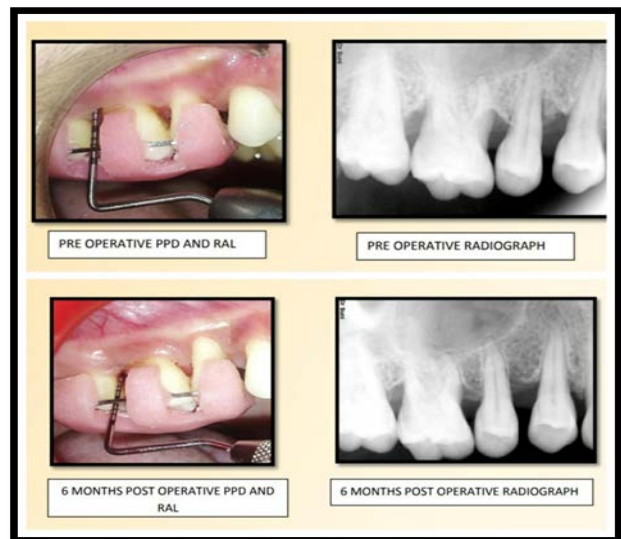 PRE OPERATIVE PPD AND RAL
PRE OPERATIVE RADIOGRAPH
6 MONTHS POST OPERATIVE PPD AND
RAL
6 MONTHS POST OPERATIVE RADIOGRAPH